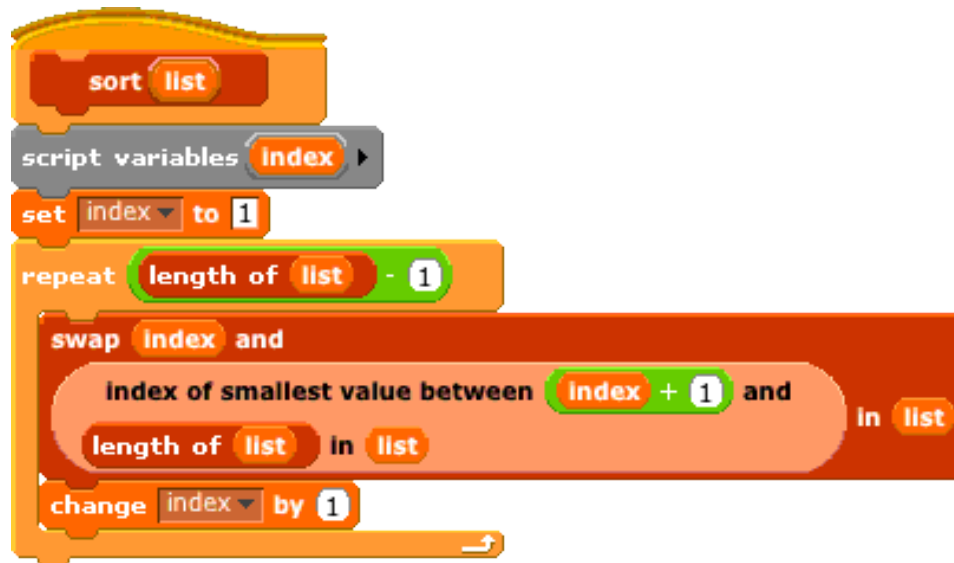 sort list
script variables index
set index to 1
repeat length of list - 1
swap index and
index of smallest value between index + 1 and
length of list in list
in list
change index by 1